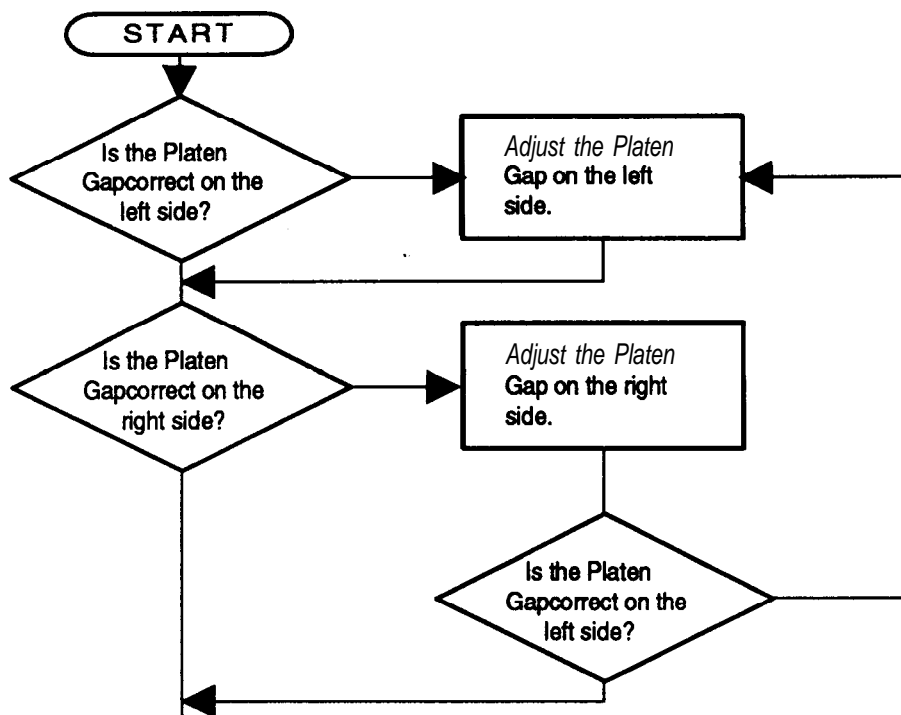 START
Is the Platen
Gapcorrect on the
left side?
Adjust the Platen
Gap on the left
side.
Is the Platen
Gapcorrect on the
right side?
Adjust the Platen
Gap on the right
side.
Is the Platen
Gapcorrect on the
left side?